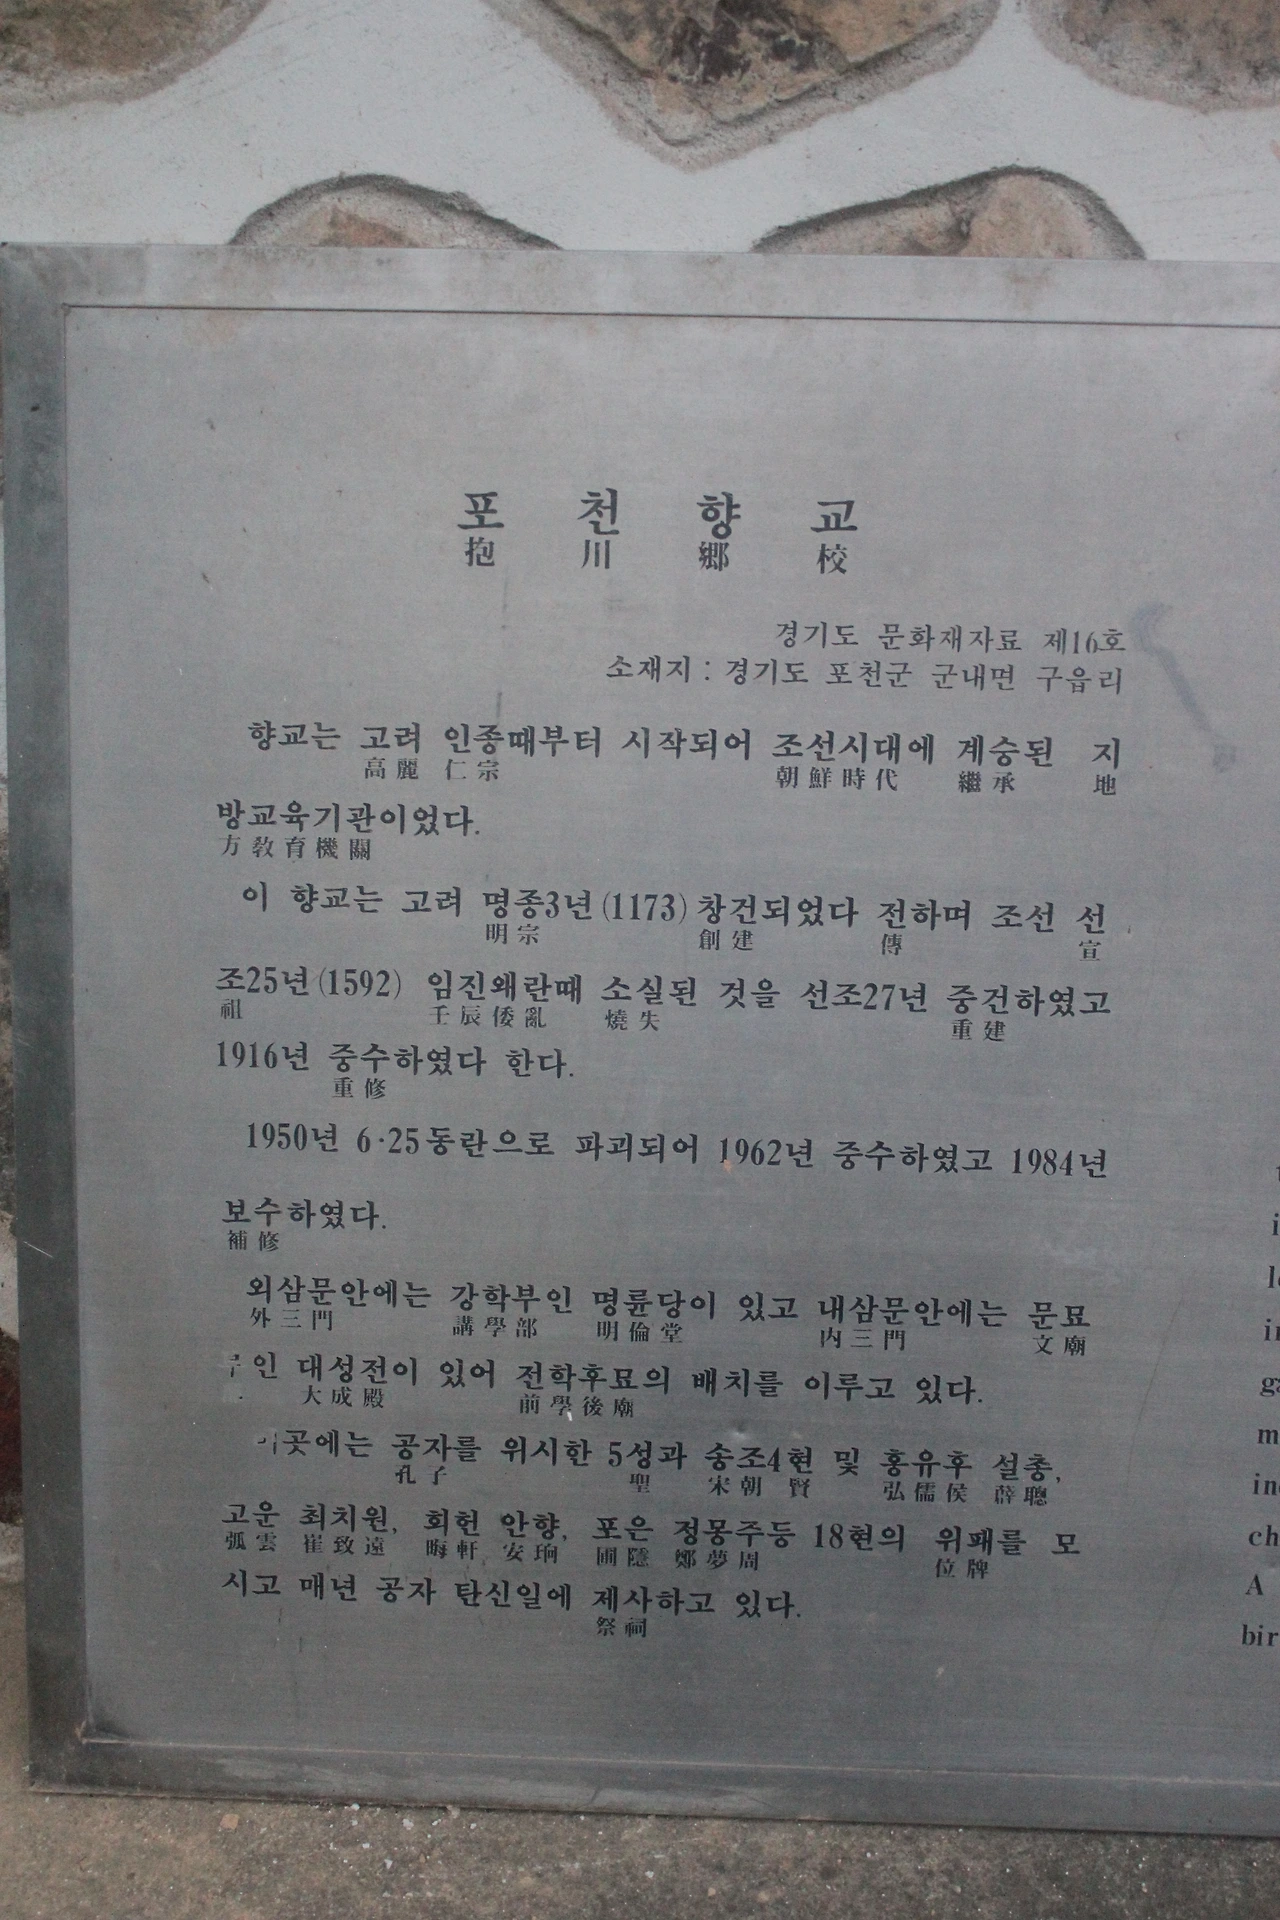 포 천 향 교
抱 川 鄕 校
경기도 문화재자료 제16호
소재지 : 경기도 포천군 군내면 구읍리
향교는 고려 인종때부터 시작되어 조선시대에 계승된 지
高麗 仁宗 朝鮮時代 繼承 地
방교육기관이었다.
方敎育機關
이 향교는 고려 명종3년(1173) 창건되었다 전하며 조선 선
明宗 創建 傳 宣
조25년(1592) 임진왜란때 소실된 것을 선조27년 중건하였고
祖 壬辰倭亂 燒失 重建
1916년 중수하였다 한다.
重修
1950년 6·25동란으로 파괴되어 1962년 중수하였고 1984년
보수하였다.
補修
외삼문안에는 강학부인 명륜당이 있고 내삼문안에는 문묘
外三門 講學部 明倫堂 内三門 文廟
인 대성전이 있어 전학후묘의 배치를 이루고 있다.
大成殿 前學後廟
이곳에는 공자를 위시한 5성과 송조4현 및 홍유후 설총,
孔子 聖 宋朝 賢 弘儒侯 薛聰
고운 최치원, 회헌 안향, 포은 정몽주등 18현의 위패를 모
弧雲 崔致遠 晦軒 安珦 圃隱 鄭夢周 位牌
시고 매년 공자 탄신일에 제사하고 있다.
祭祠
ch
A
bir